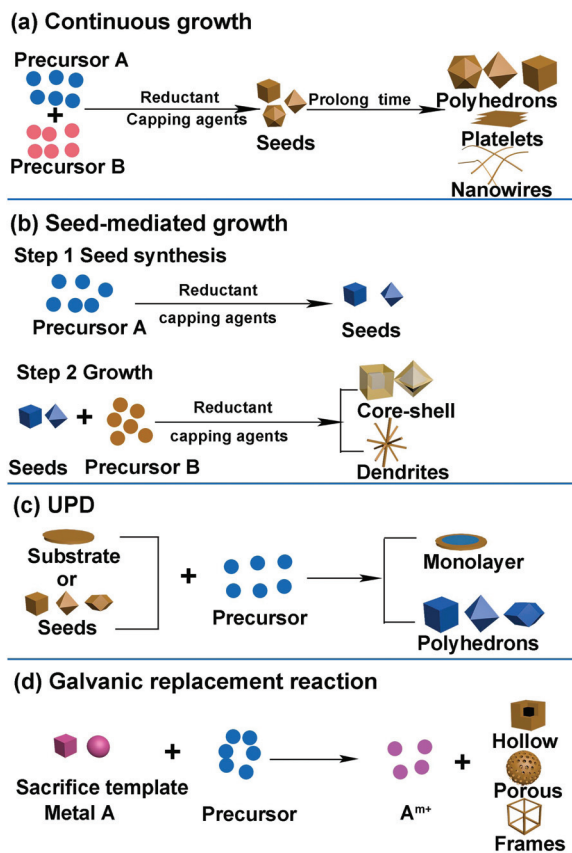 (a) Continuous growth
Precursor A
+
Precursor B
Reductant
Capping agents
Seeds
Prolong time
Polyhedrons
Platelets
Nanowires
(b) Seed-mediated growth
Step 1 Seed synthesis
Precursor A
Reductant
capping agents
Seeds
Step 2 Growth
+
Seeds
Precursor B
Reductant
capping agents
Core-shell
Dendrites
(c) UPD
Substrate
or
Seeds
+
Precursor
Monolayer
Polyhedrons
(d) Galvanic replacement reaction
Sacrifice template
Metal A
+
Precursor
Aᵐ⁺
+
Hollow
Porous
Frames